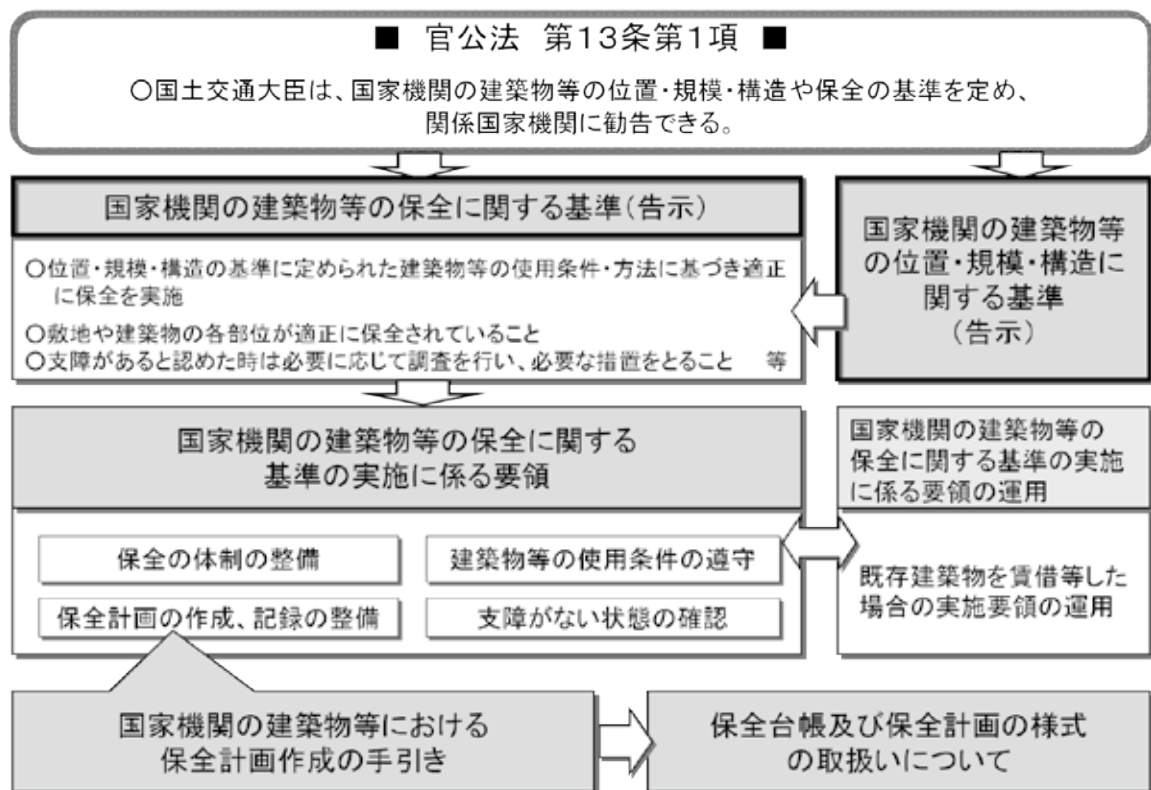 ■ 官公法 第13条第1項 ■
○国土交通大臣は、国家機関の建築物等の位置・規模・構造や保全の基準を定め、
関係国家機関に勧告できる。
国家機関の建築物等の保全に関する基準(告示)
○位置・規模・構造の基準に定められた建築物等の使用条件・方法に基づき適正
に保全を実施
○敷地や建築物の各部位が適正に保全されていること
○支障があると認めた時は必要に応じて調査を行い、必要な措置をとること 等
国家機関の建築物等
の位置・規模・構造に
関する基準
(告示)
国家機関の建築物等の保全に関する
基準の実施に係る要領
保全の体制の整備
建築物等の使用条件の遵守
保全計画の作成、記録の整備
支障がない状態の確認
国家機関の建築物等の
保全に関する基準の実施
に係る要領の運用
既存建築物を賃借等した
場合の実施要領の運用
国家機関の建築物等における
保全計画作成の手引き
保全台帳及び保全計画の様式
の取扱いについて